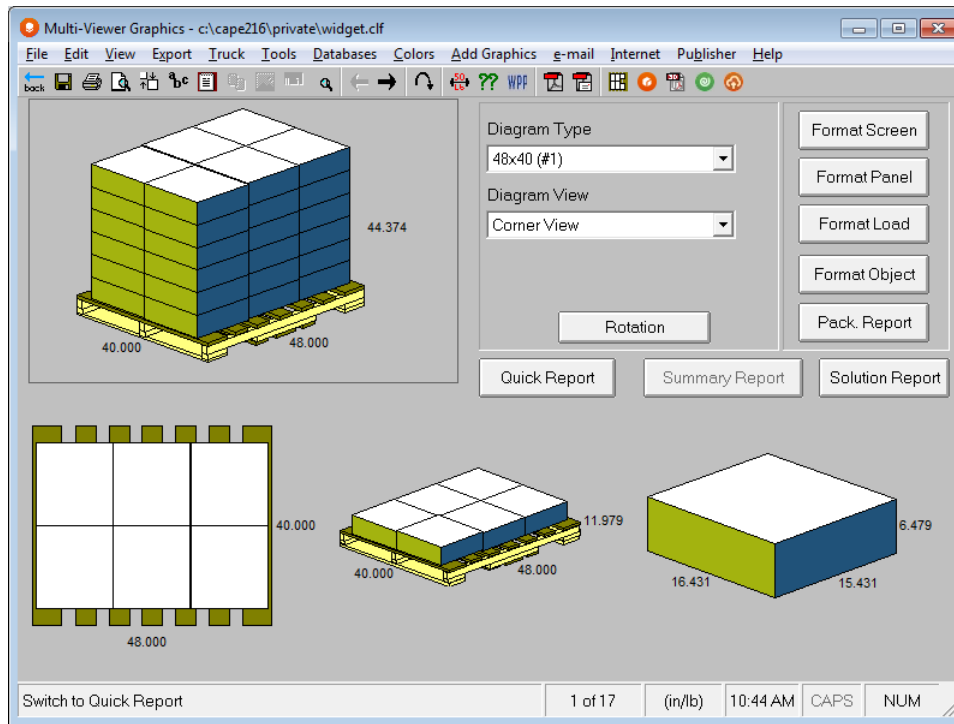 Multi-Viewer Graphics - c:\cape216\private\widget.clf
File Edit View Export Truck Tools Databases Colors Add Graphics e-mail Internet Publisher Help
back
abc
50
Lb
??
WPF
3D
44.374
40.000
48.000
Diagram Type
48x40 (#1)
Diagram View
Corner View
Rotation
Format Screen
Format Panel
Format Load
Format Object
Pack. Report
Quick Report
Summary Report
Solution Report
40.000
48.000
11.979
40.000
48.000
6.479
16.431
15.431
Switch to Quick Report
1 of 17
(in/lb)
10:44 AM
CAPS
NUM